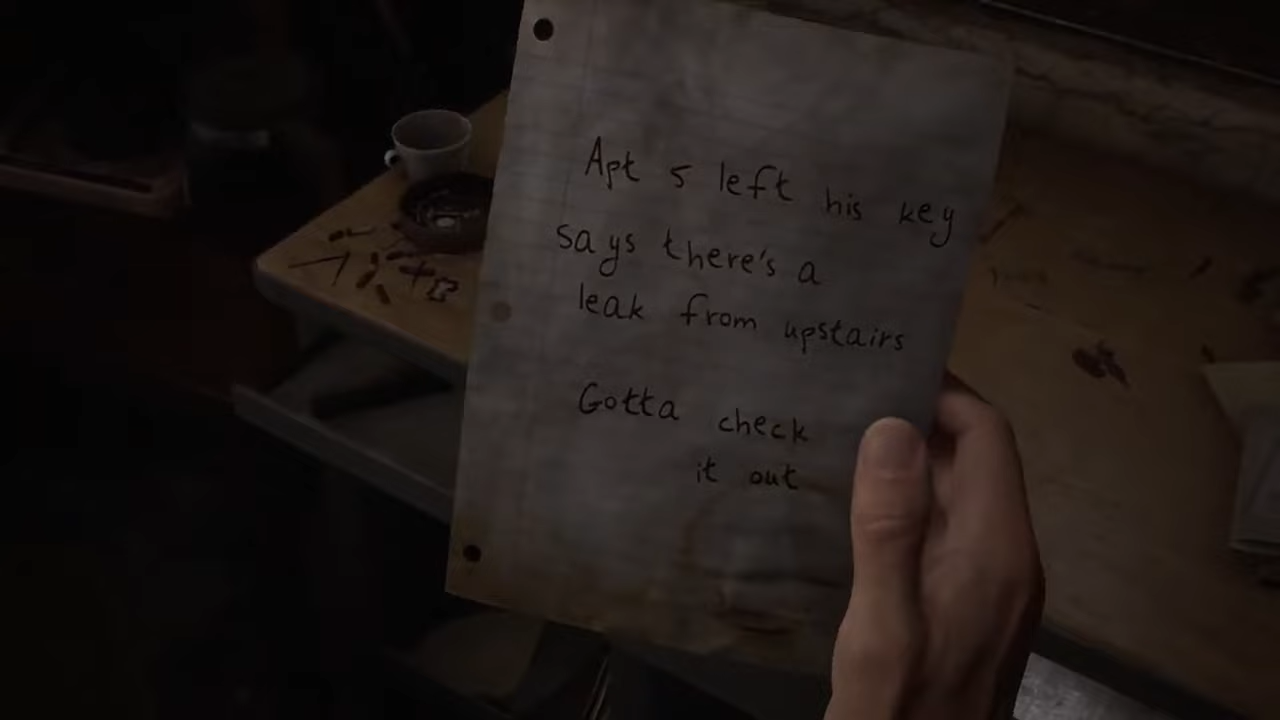 Apt 5 left his key
says there's a
leak from upstairs
Gotta check
it out